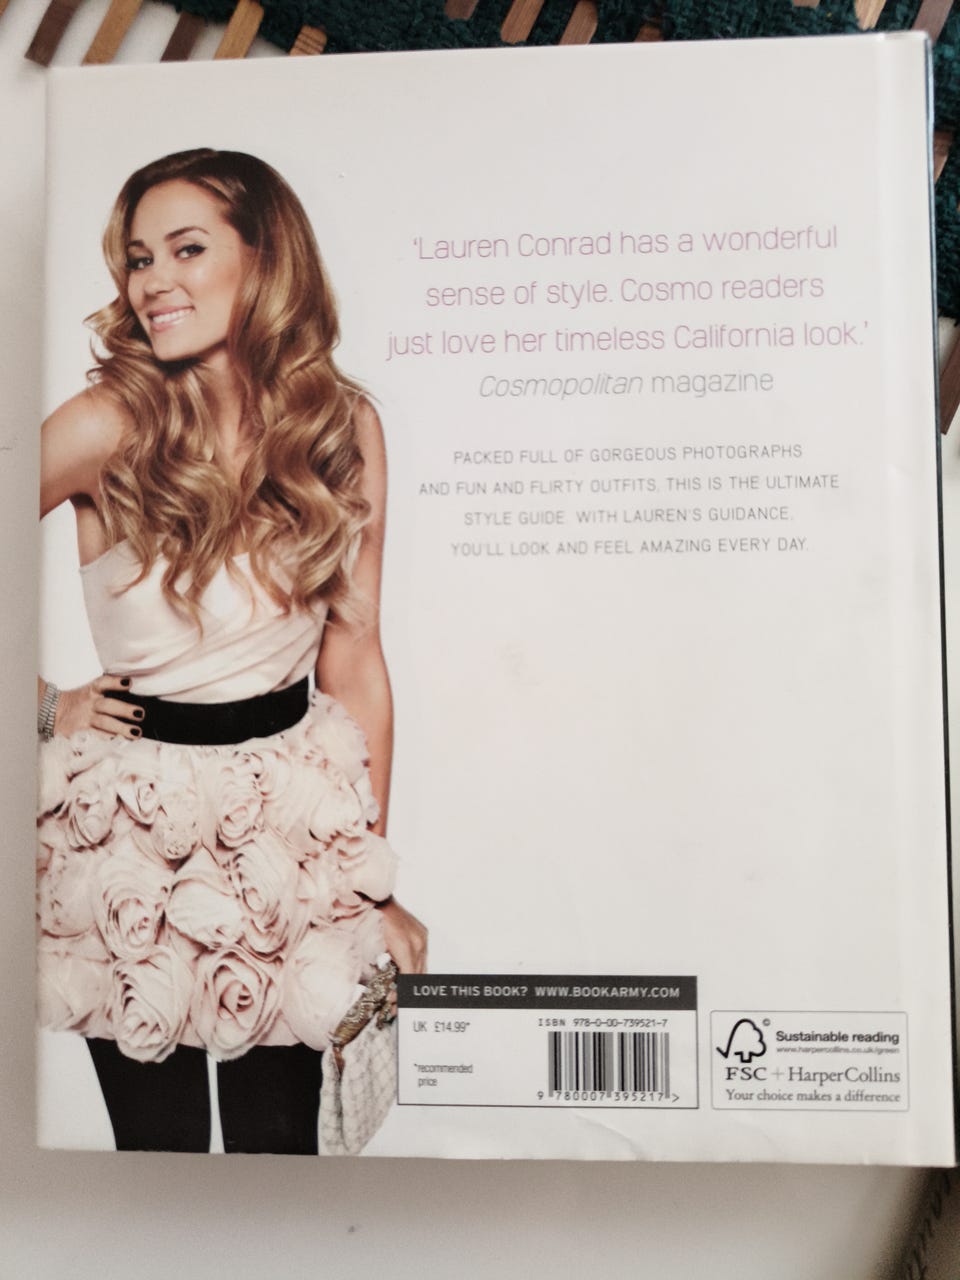 ‘Lauren Conrad has a wonderful
sense of style. Cosmo readers
just love her timeless California look.’
Cosmopolitan magazine
PACKED FULL OF GORGEOUS PHOTOGRAPHS
AND FUN AND FLIRTY OUTFITS, THIS IS THE ULTIMATE
STYLE GUIDE. WITH LAUREN'S GUIDANCE,
YOU'LL LOOK AND FEEL AMAZING EVERY DAY.
LOVE THIS BOOK? WWW.BOOKARMY.COM
UK £14.99*
*recommended
price
ISBN 978-0-00-739521-7
9 780007 395217 >
©
Sustainable reading
www.harpercollins.co.uk/green
FSC + HarperCollins
Your choice makes a difference